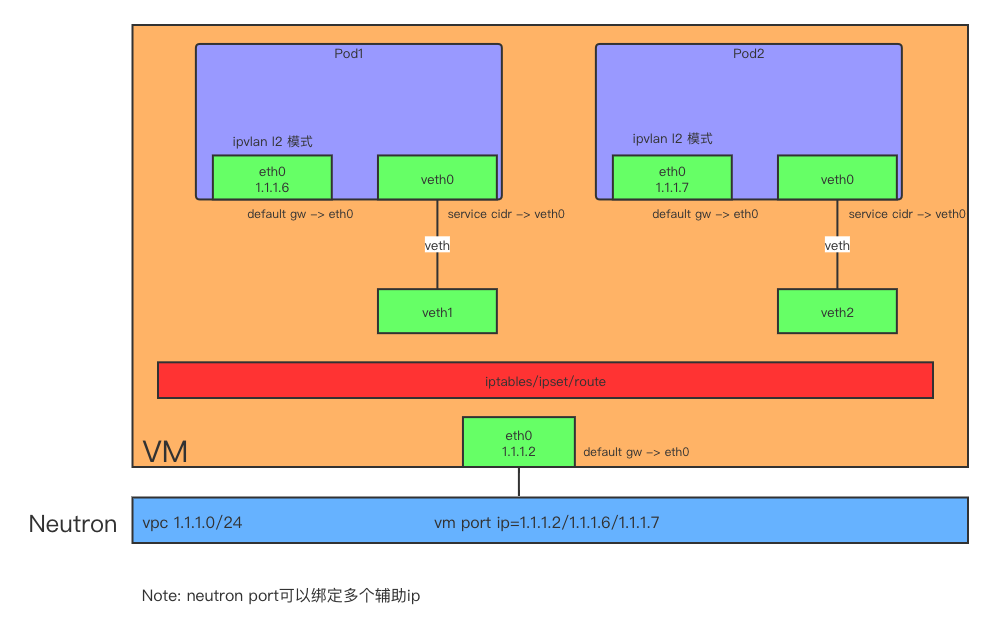 Pod1
Pod2
ipvlan l2 模式
ipvlan l2 模式
eth0
1.1.1.6
veth0
eth0
1.1.1.7
veth0
default gw -> eth0
service cidr -> veth0
default gw -> eth0
service cidr -> veth0
veth
veth
veth1
veth2
iptables/ipset/route
eth0
1.1.1.2
default gw -> eth0
VM
Neutron
vpc 1.1.1.0/24
vm port ip=1.1.1.2/1.1.1.6/1.1.1.7
Note: neutron port可以绑定多个辅助ip